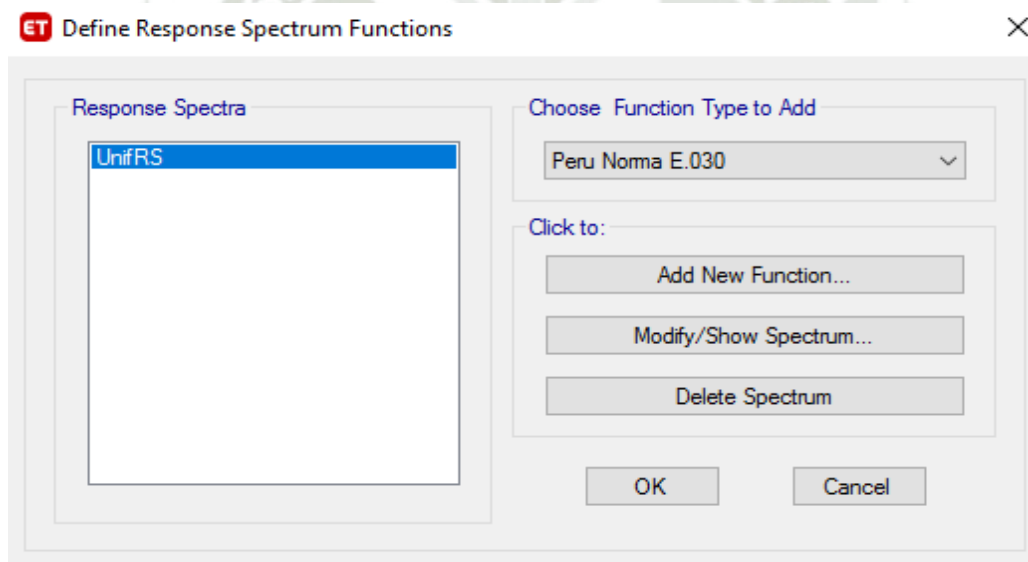 ET Define Response Spectrum Functions
Response Spectra
UnifRS
Choose Function Type to Add
Peru Norma E.030
Click to:
Add New Function...
Modify/Show Spectrum...
Delete Spectrum
OK
Cancel